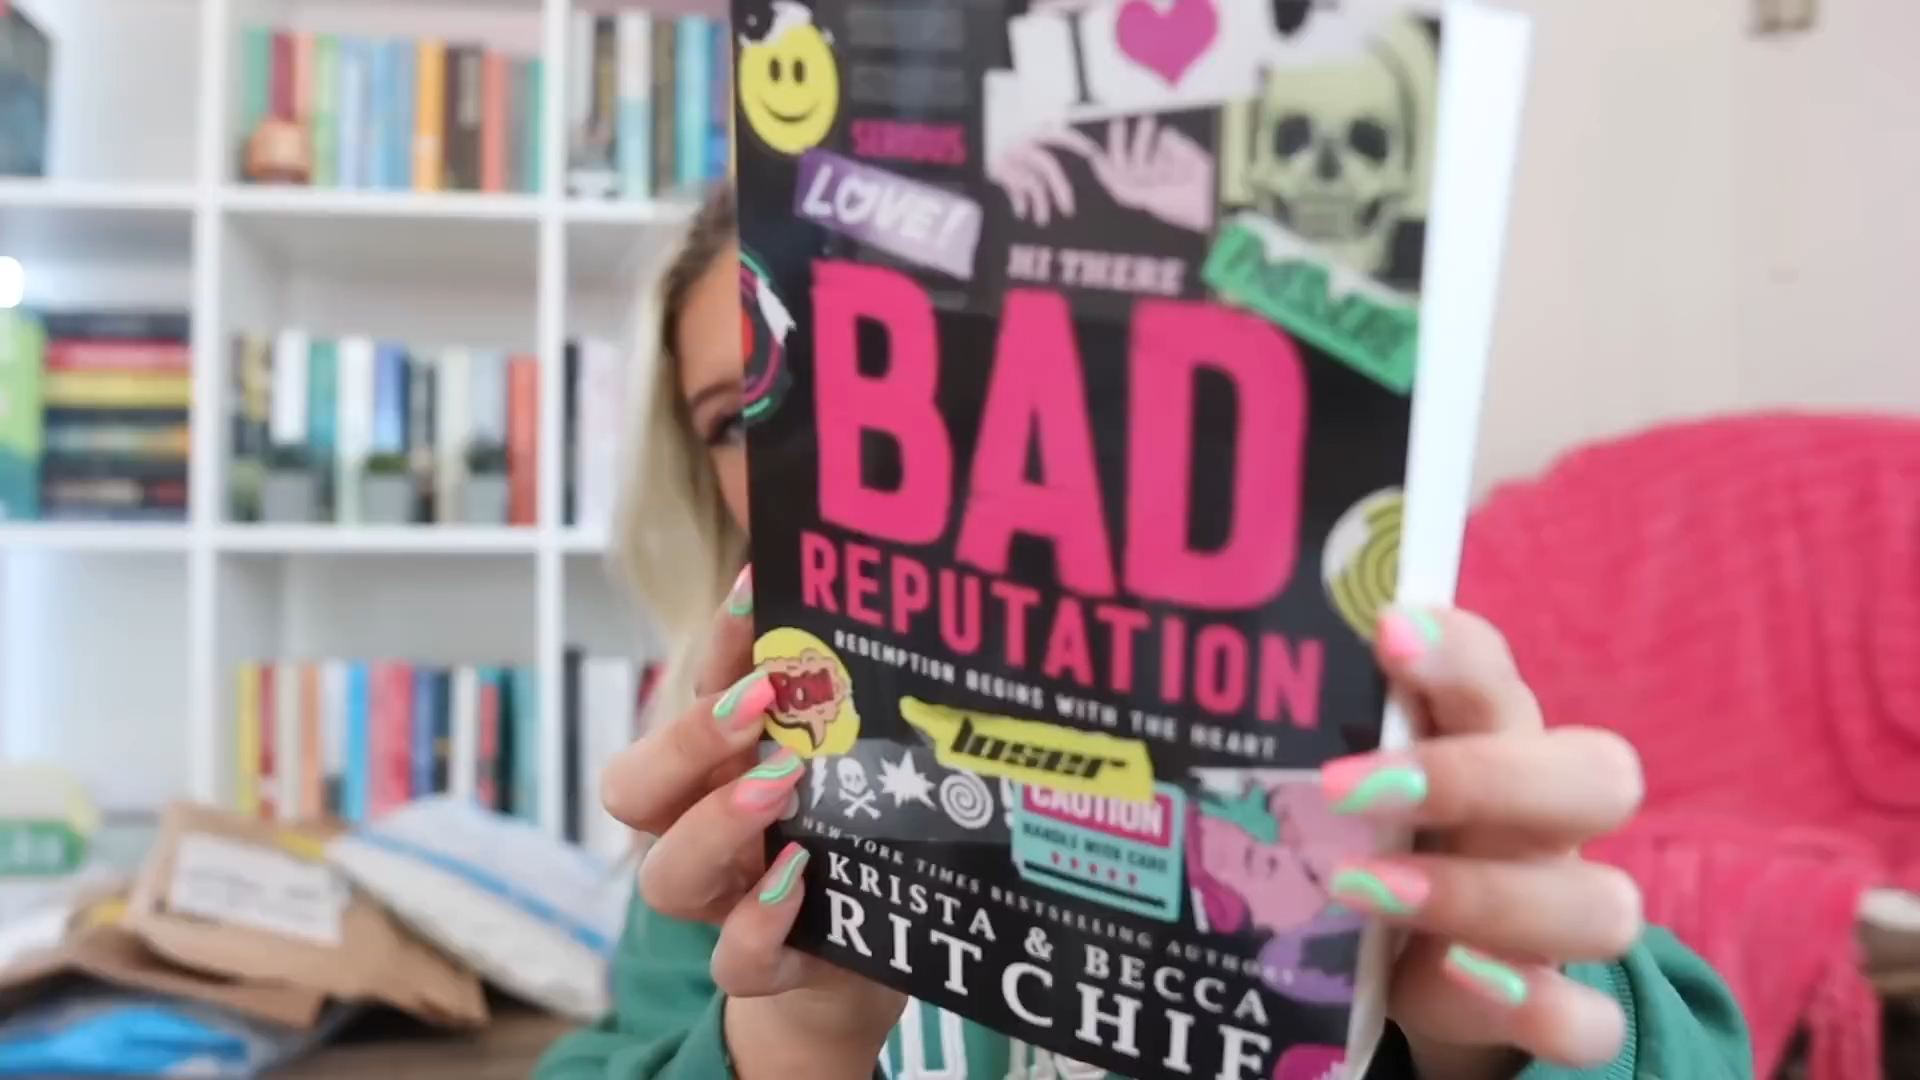 I
SERIOUS
LOVE!
HI THERE
BAD
REPUTATION
REDEMPTION BEGINS WITH THE HEART
POW
loser
CAUTION
HANDLE WITH CARE
NEW YORK TIMES BESTSELLING AUTHORS
KRISTA & BECCA
RITCHIE